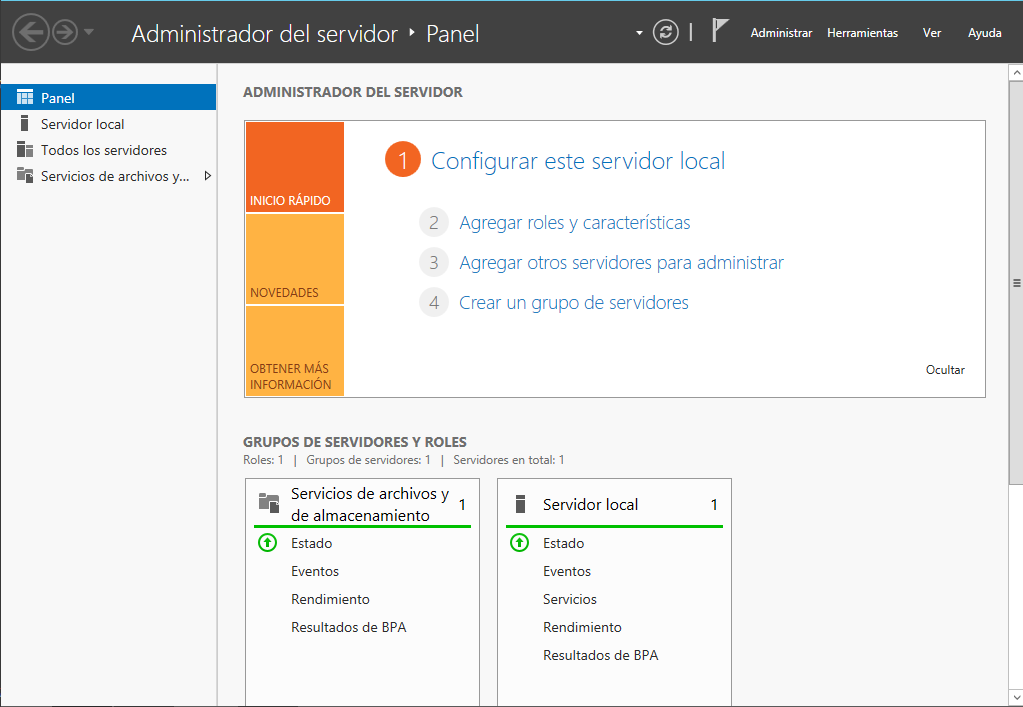 Administrador del servidor ‣ Panel
Administrar Herramientas Ver Ayuda
Panel
Servidor local
Todos los servidores
Servicios de archivos y...
ADMINISTRADOR DEL SERVIDOR
INICIO RÁPIDO
NOVEDADES
OBTENER MÁS
INFORMACIÓN
1 Configurar este servidor local
2 Agregar roles y características
3 Agregar otros servidores para administrar
4 Crear un grupo de servidores
Ocultar
GRUPOS DE SERVIDORES Y ROLES
Roles: 1 | Grupos de servidores: 1 | Servidores en total: 1
Servicios de archivos y
de almacenamiento
1
Estado
Eventos
Rendimiento
Resultados de BPA
Servidor local 1
Estado
Eventos
Servicios
Rendimiento
Resultados de BPA